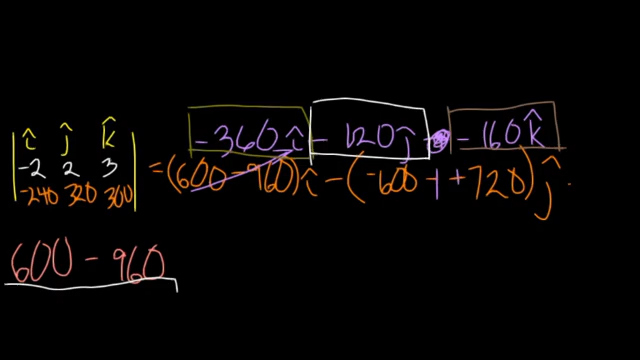 -360î - 120ĵ - 160k̂
î ĵ k̂
-2 2 3
-240 320 300
= (600 - 960)î - (-600 + 720)ĵ
600 - 960